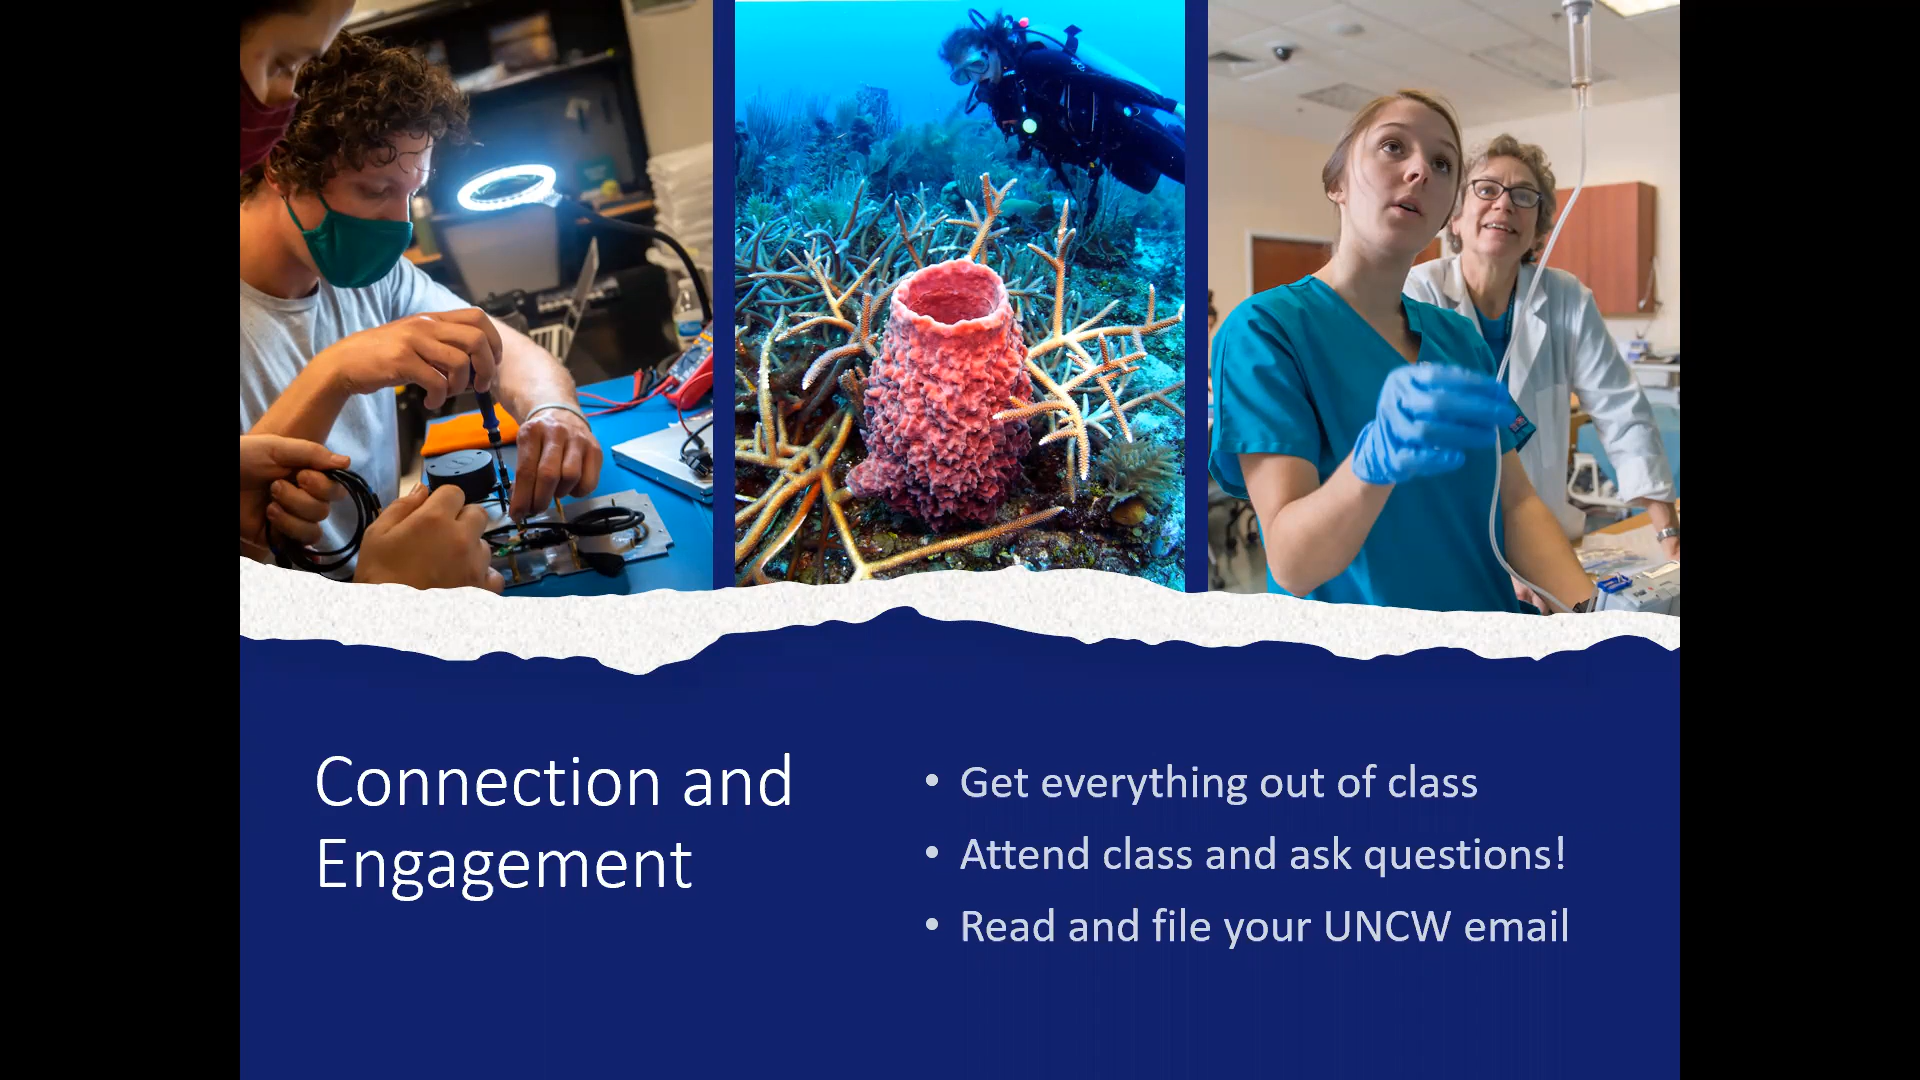 Connection and
Engagement
• Get everything out of class
• Attend class and ask questions!
• Read and file your UNCW email